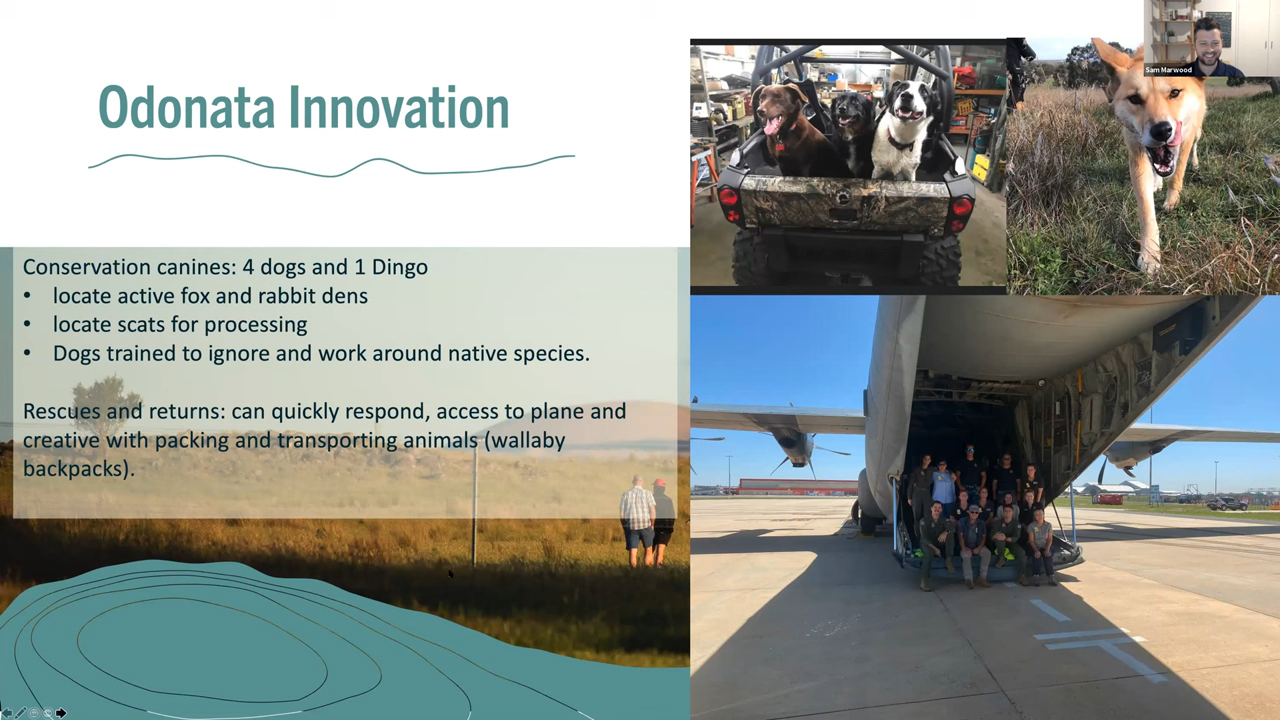 Sam Marwood
Odonata Innovation
Conservation canines: 4 dogs and 1 Dingo
• locate active fox and rabbit dens
• locate scats for processing
• Dogs trained to ignore and work around native species.
Rescues and returns: can quickly respond, access to plane and
creative with packing and transporting animals (wallaby
backpacks).